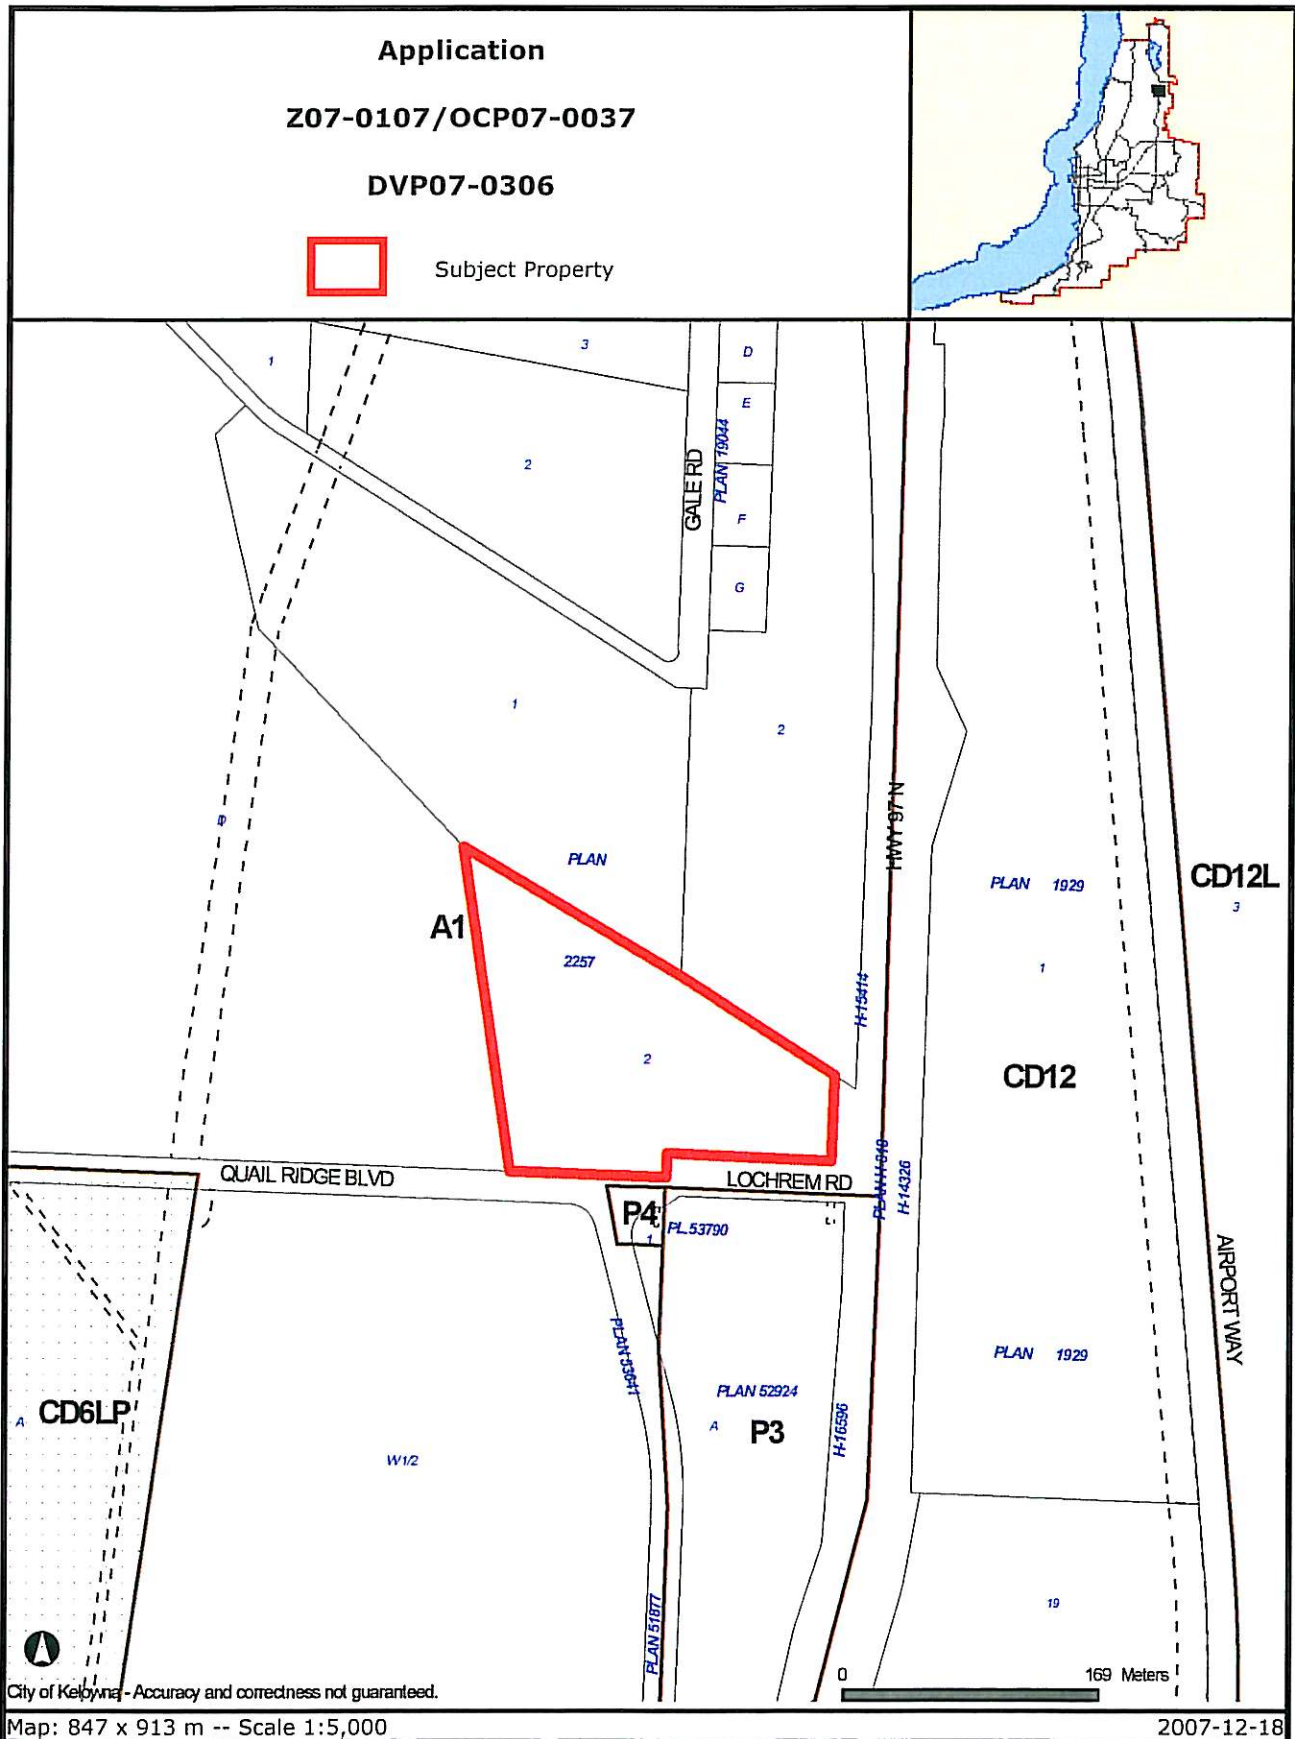 Application
Z07-0107/OCP07-0037
DVP07-0306
Subject Property
1
3
D
E
2
PLAN 19044
GALE RD
F
G
1
2
B
HWY 97 N
PLAN
PLAN 1929
CD12L
3
A1
2257
1
H-15414
2
CD12
QUAIL RIDGE BLVD
LOCHREM RD
PLAN H-949
H-14326
P4
1
PL.53790
AIRPORT WAY
PLAN 53041
PLAN 1929
PLAN 52924
A
CD6LP
A
P3
H-16596
W1/2
19
PLAN 51877
0
169 Meters
City of Kelowna - Accuracy and correctness not guaranteed.
Map: 847 x 913 m -- Scale 1:5,000
2007-12-18